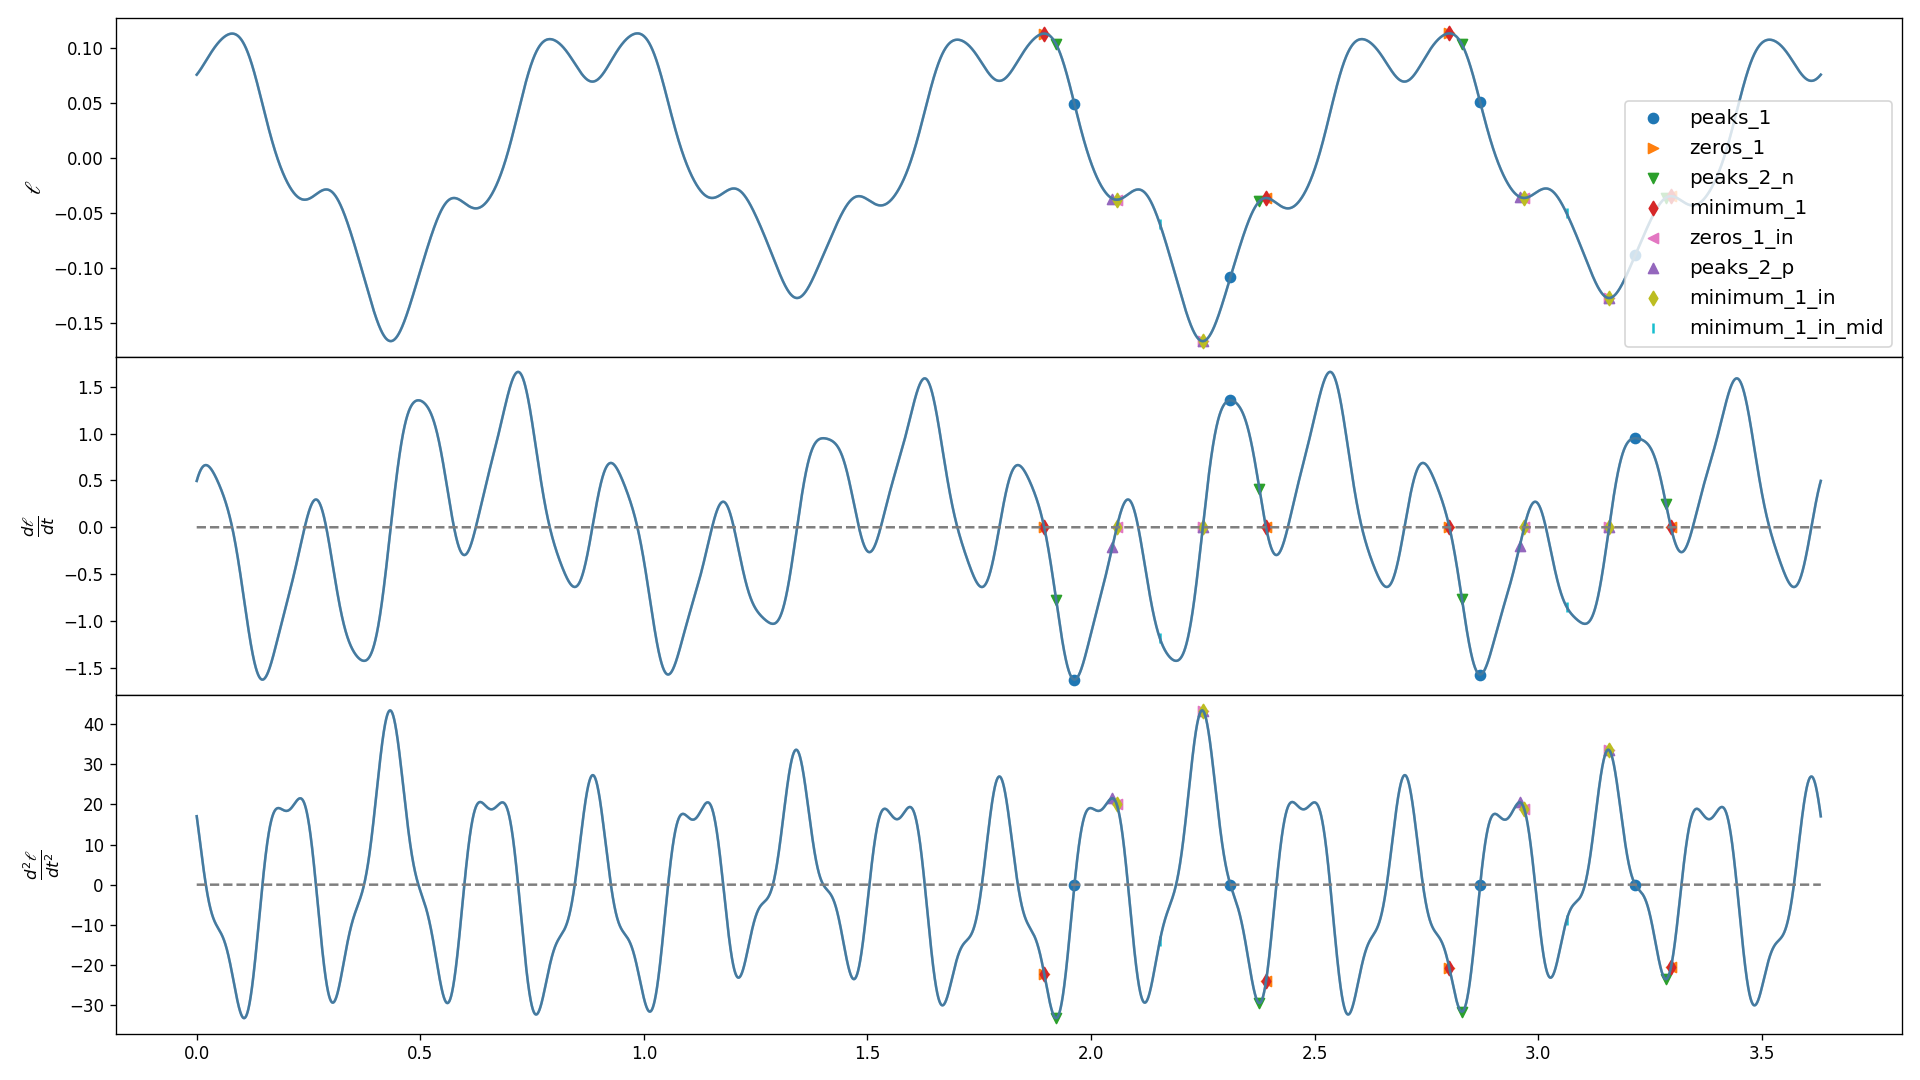 0.10
0.05
0.00
−0.05
−0.10
−0.15
ℓ
peaks_1
zeros_1
peaks_2_n
minimum_1
zeros_1_in
peaks_2_p
minimum_1_in
minimum_1_in_mid
1.5
1.0
0.5
0.0
−0.5
−1.0
−1.5
dℓ
dt
40
30
20
10
0
−10
−20
−30
d²ℓ
dt²
0.0 0.5 1.0 1.5 2.0 2.5 3.0 3.5